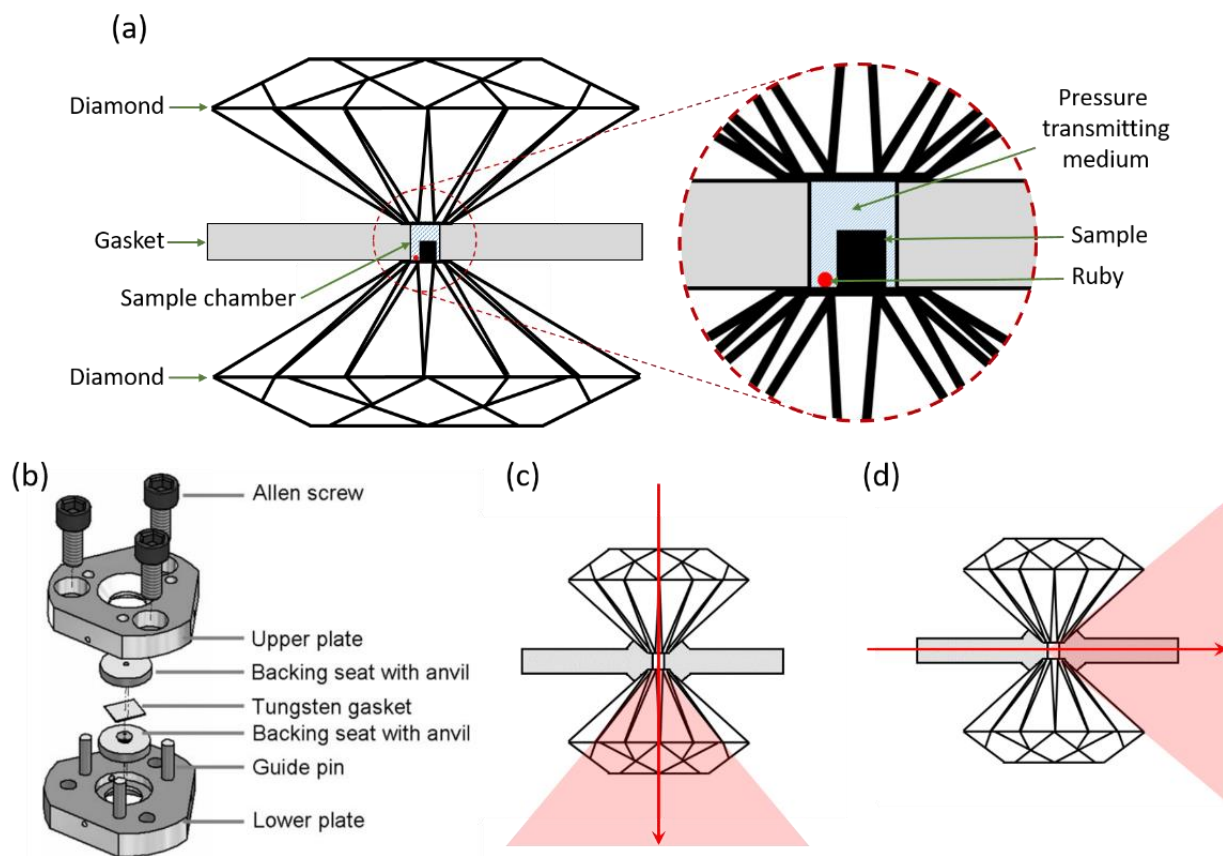 (a)
Diamond
Gasket
Sample chamber
Diamond
Pressure
transmitting
medium
Sample
Ruby
(b)
Allen screw
Upper plate
Backing seat with anvil
Tungsten gasket
Backing seat with anvil
Guide pin
Lower plate
(c)
(d)